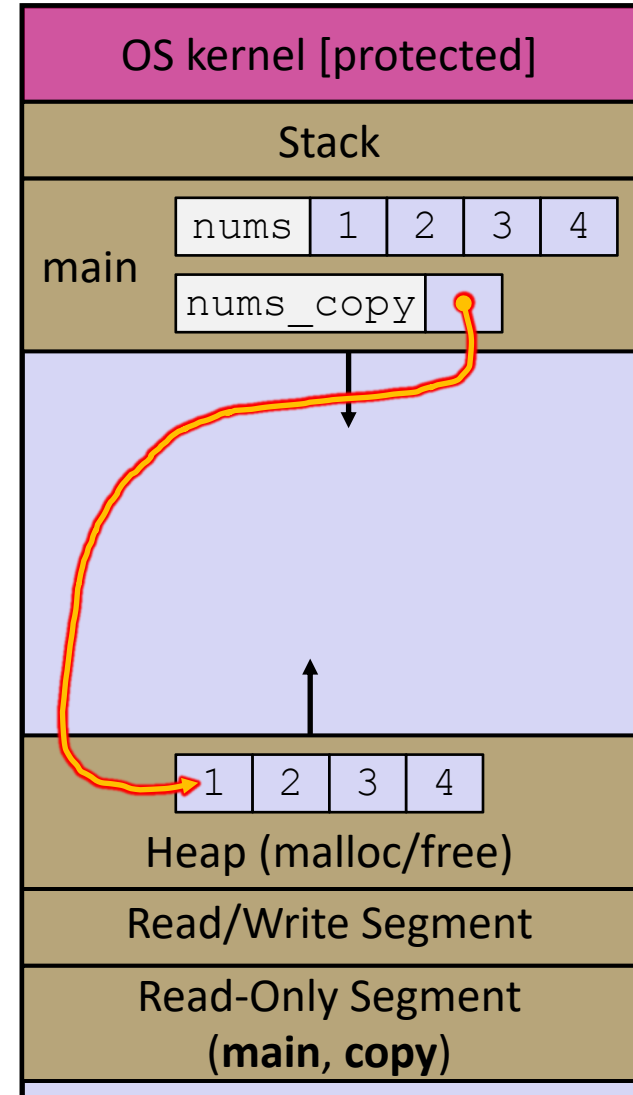 OS kernel [protected]
Stack
main
nums 1 2 3 4
nums_copy
1 2 3 4
Heap (malloc/free)
Read/Write Segment
Read-Only Segment
(main, copy)